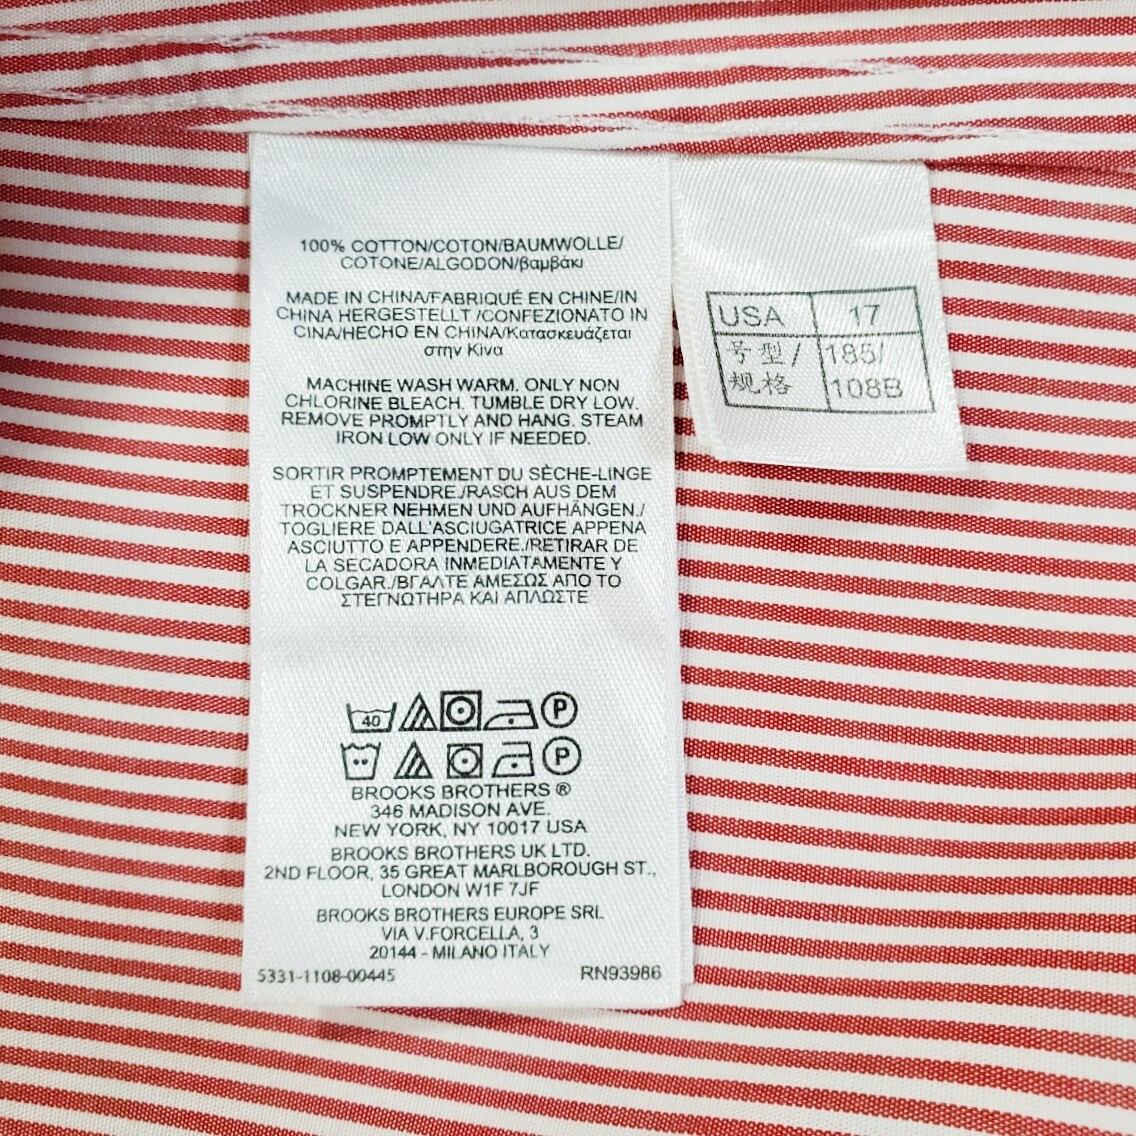 100% COTTON/COTON/BAUMWOLLE/
COTONE/ALGODON/βαμβάκι
MADE IN CHINA/FABRIQUÉ EN CHINE/IN
CHINA HERGESTELLT /CONFEZIONATO IN
CINA/HECHO EN CHINA/Κατασκευάζεται
στην Κίνα
MACHINE WASH WARM. ONLY NON
CHLORINE BLEACH. TUMBLE DRY LOW.
REMOVE PROMPTLY AND HANG. STEAM
IRON LOW ONLY IF NEEDED.
SORTIR PROMPTEMENT DU SÈCHE-LINGE
ET SUSPENDRE./RASCH AUS DEM
TROCKNER NEHMEN UND AUFHÄNGEN./
TOGLIERE DALL'ASCIUGATRICE APPENA
ASCIUTTO E APPENDERE./RETIRAR DE
LA SECADORA INMEDIATAMENTE Y
COLGAR./ΒΓΑΛΤΕ ΑΜΕΣΩΣ ΑΠΟ ΤΟ
ΣΤΕΓΝΩΤΗΡΑ ΚΑΙ ΑΠΛΩΣΤΕ
40 P
P
BROOKS BROTHERS ®
346 MADISON AVE.
NEW YORK, NY 10017 USA
BROOKS BROTHERS UK LTD.
2ND FLOOR, 35 GREAT MARLBOROUGH ST.,
LONDON W1F 7JF
BROOKS BROTHERS EUROPE SRL
VIA V.FORCELLA, 3
20144 - MILANO ITALY
5331-1108-00445 RN93986
USA 17
号型/ 185/
规格 108B